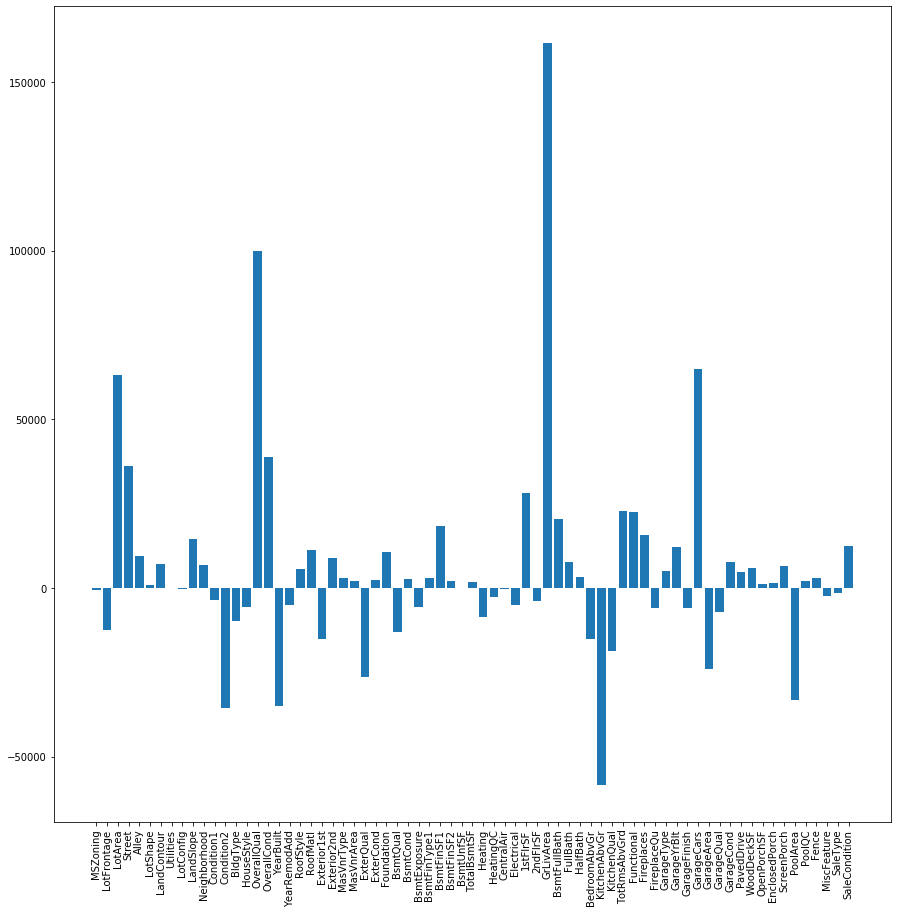 150000
100000
50000
0
−50000
MSZoning
LotFrontage
LotArea
Street
Alley
LotShape
LandContour
Utilities
LotConfig
LandSlope
Neighborhood
Condition1
Condition2
BldgType
HouseStyle
OverallQual
OverallCond
YearBuilt
YearRemodAdd
RoofStyle
RoofMatl
Exterior1st
Exterior2nd
MasVnrType
MasVnrArea
ExterQual
ExterCond
Foundation
BsmtQual
BsmtCond
BsmtExposure
BsmtFinType1
BsmtFinSF1
BsmtFinSF2
BsmtUnfSF
TotalBsmtSF
Heating
HeatingQC
CentralAir
Electrical
1stFlrSF
2ndFlrSF
GrLivArea
BsmtFullBath
FullBath
HalfBath
BedroomAbvGr
KitchenAbvGr
KitchenQual
TotRmsAbvGrd
Functional
Fireplaces
FireplaceQu
GarageType
GarageYrBlt
GarageFinish
GarageCars
GarageArea
GarageQual
GarageCond
PavedDrive
WoodDeckSF
OpenPorchSF
EnclosedPorch
ScreenPorch
PoolArea
PoolQC
Fence
MiscFeature
SaleType
SaleCondition